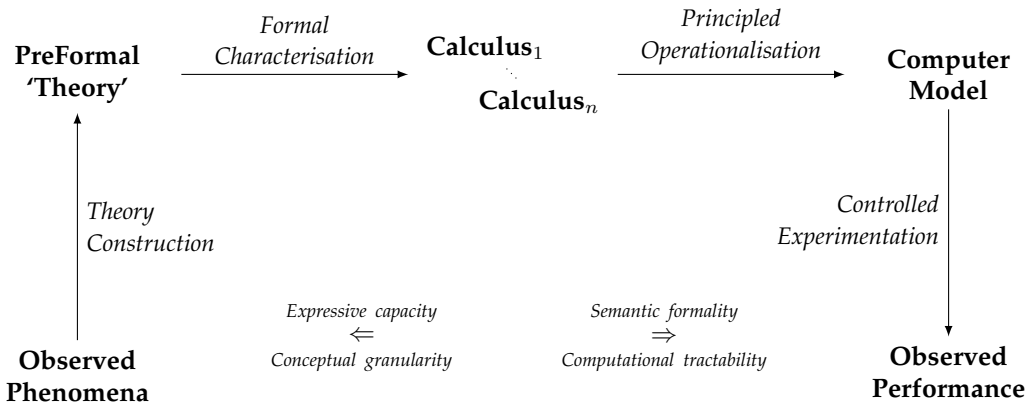 PreFormal
‘Theory’
Formal
Characterisation
Calculus1
⋱
Calculusn
Principled
Operationalisation
Computer
Model
Theory
Construction
Controlled
Experimentation
Expressive capacity
⇐
Conceptual granularity
Semantic formality
⇒
Computational tractability
Observed
Phenomena
Observed
Performance